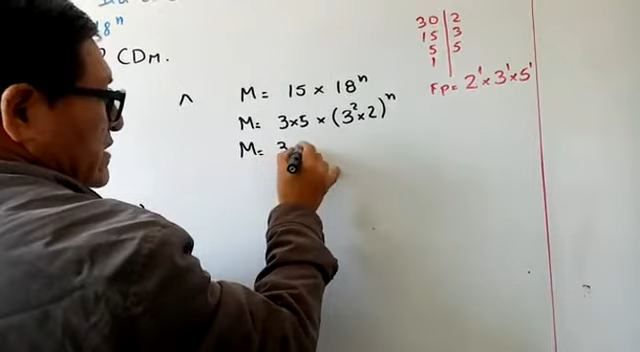 8ⁿ
CDm.
^ M = 15 × 18ⁿ
M = 3×5 × (3²×2)ⁿ
M = 3
30 | 2
15 | 3
5 | 5
1 |
Fp= 2¹ × 3¹ × 5¹